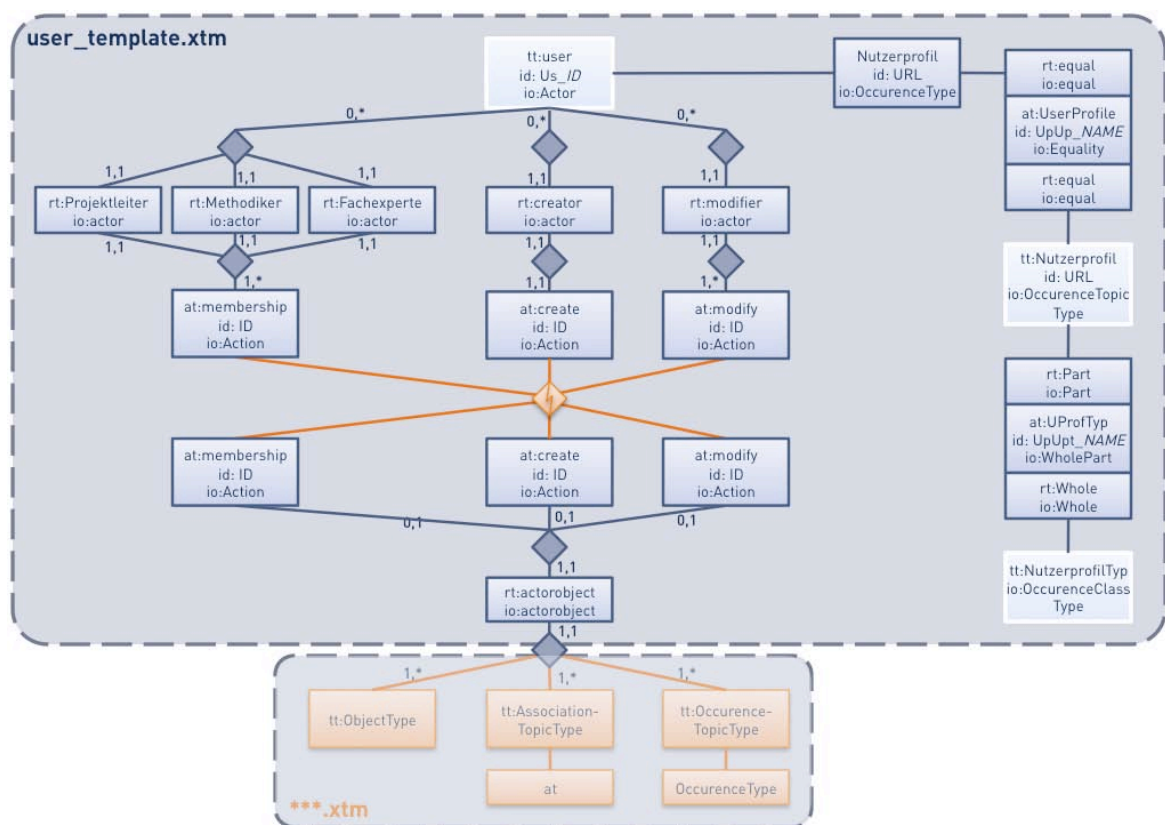 user_template.xtm
tt:user
id: Us_ID
io:Actor
Nutzerprofil
id: URL
io:OccurenceType
rt:equal
io:equal
at:UserProfile
id: UpUp_NAME
io:Equality
rt:equal
io:equal
0,*
0,*
0,*
1,1
1,1
1,1
1,1
1,1
rt:Projektleiter
io:actor
rt:Methodiker
io:actor
rt:Fachexperte
io:actor
rt:creator
io:actor
rt:modifier
io:actor
1,1
1,1
1,1
1,1
1,1
1,*
1,1
1,*
tt:Nutzerprofil
id: URL
io:OccurenceTopic
Type
at:membership
id: ID
io:Action
at:create
id: ID
io:Action
at:modify
id: ID
io:Action
rt:Part
io:Part
at:UProfTyp
id: UpUpt_NAME
io:WholePart
rt:Whole
io:Whole
at:membership
id: ID
io:Action
at:create
id: ID
io:Action
at:modify
id: ID
io:Action
0,1
0,1
0,1
1,1
tt:NutzerprofilTyp
io:OccurenceClass
Type
rt:actorobject
io:actorobject
1,1
1,*
1,*
1,*
tt:ObjectType
tt:Association-
TopicType
tt:Occurence-
TopicType
at
OccurenceType
***.xtm